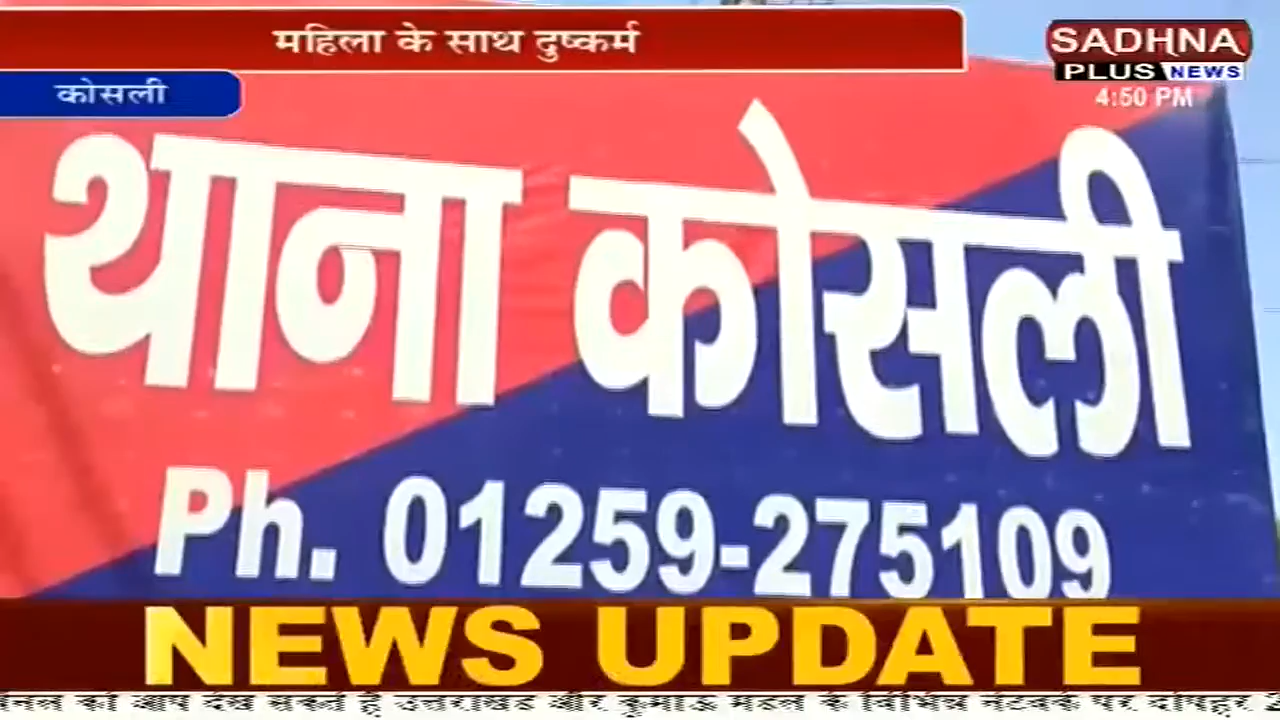 महिला के साथ दुष्कर्म
SADHNA
PLUS NEWS
4:50 PM
कोसली
थाना कोसली
Ph. 01259-275109
NEWS UPDATE